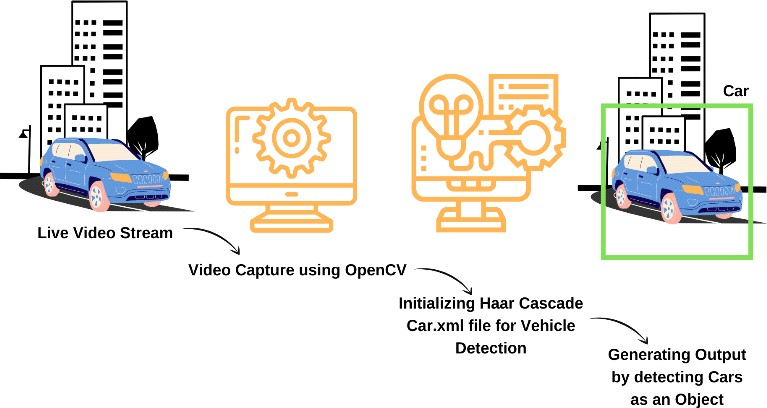 Car
Live Video Stream
Video Capture using OpenCV
Initializing Haar Cascade
Car.xml file for Vehicle
Detection
Generating Output
by detecting Cars
as an Object